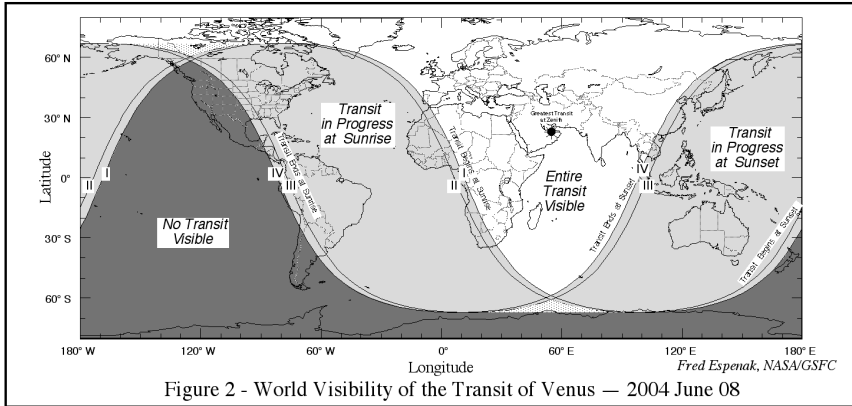 60° N
30° N
0°
30° S
60° S
Latitude
Transit
in Progress
at Sunrise
Greatest Transit
at Zenith
Transit
in Progress
at Sunset
Entire
Transit
Visible
No Transit
Visible
I
II
IV
III
I
II
IV
III
Transit Ends at Sunrise
Transit Begins at Sunrise
Transit Ends at Sunset
Transit Begins at Sunset
180° W
120° W
60° W
0°
60° E
120° E
180° E
Longitude
Fred Espenak, NASA/GSFC
Figure 2 - World Visibility of the Transit of Venus — 2004 June 08